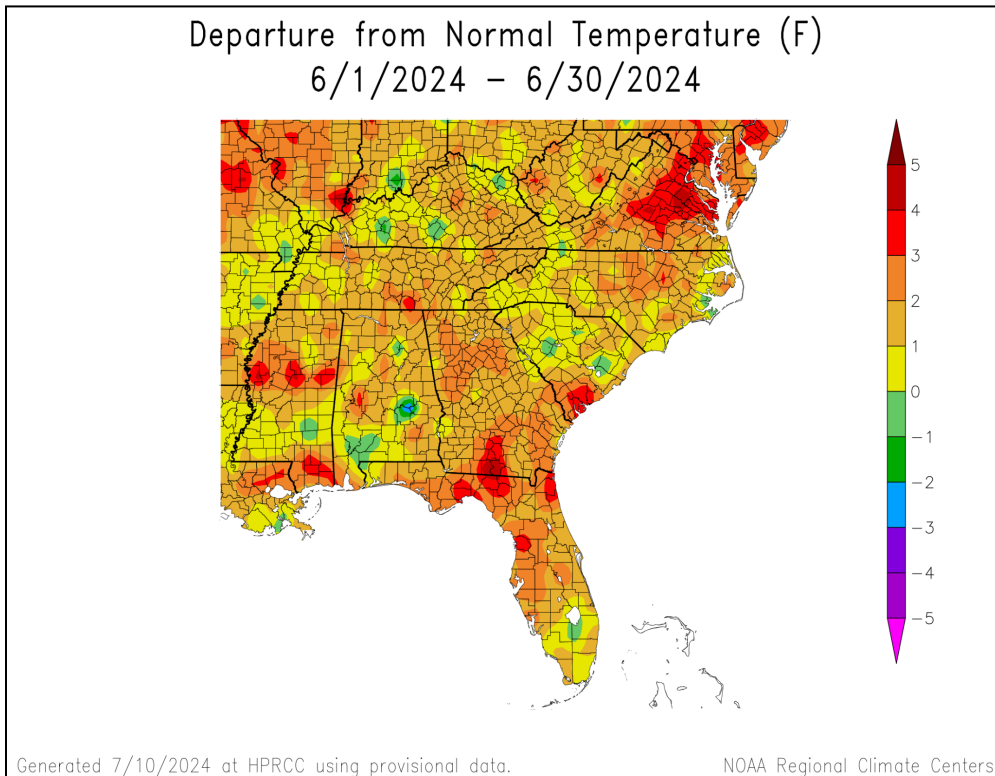 Departure from Normal Temperature (F)
6/1/2024 – 6/30/2024
5
4
3
2
1
0
−1
−2
−3
−4
−5
Generated 7/10/2024 at HPRCC using provisional data.
NOAA Regional Climate Centers